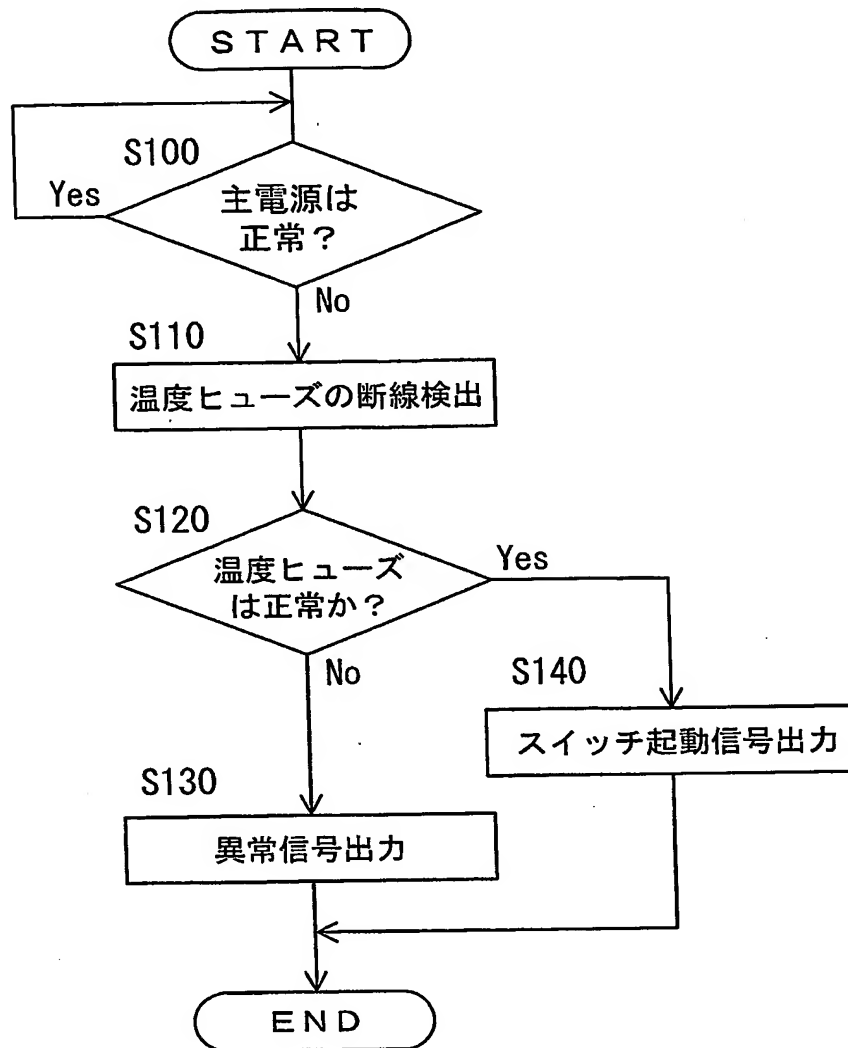 START
S100
Yes
主電源は
正常？
No
S110
温度ヒューズの断線検出
S120
温度ヒューズ
は正常か？
Yes
No
S140
スイッチ起動信号出力
S130
異常信号出力
END